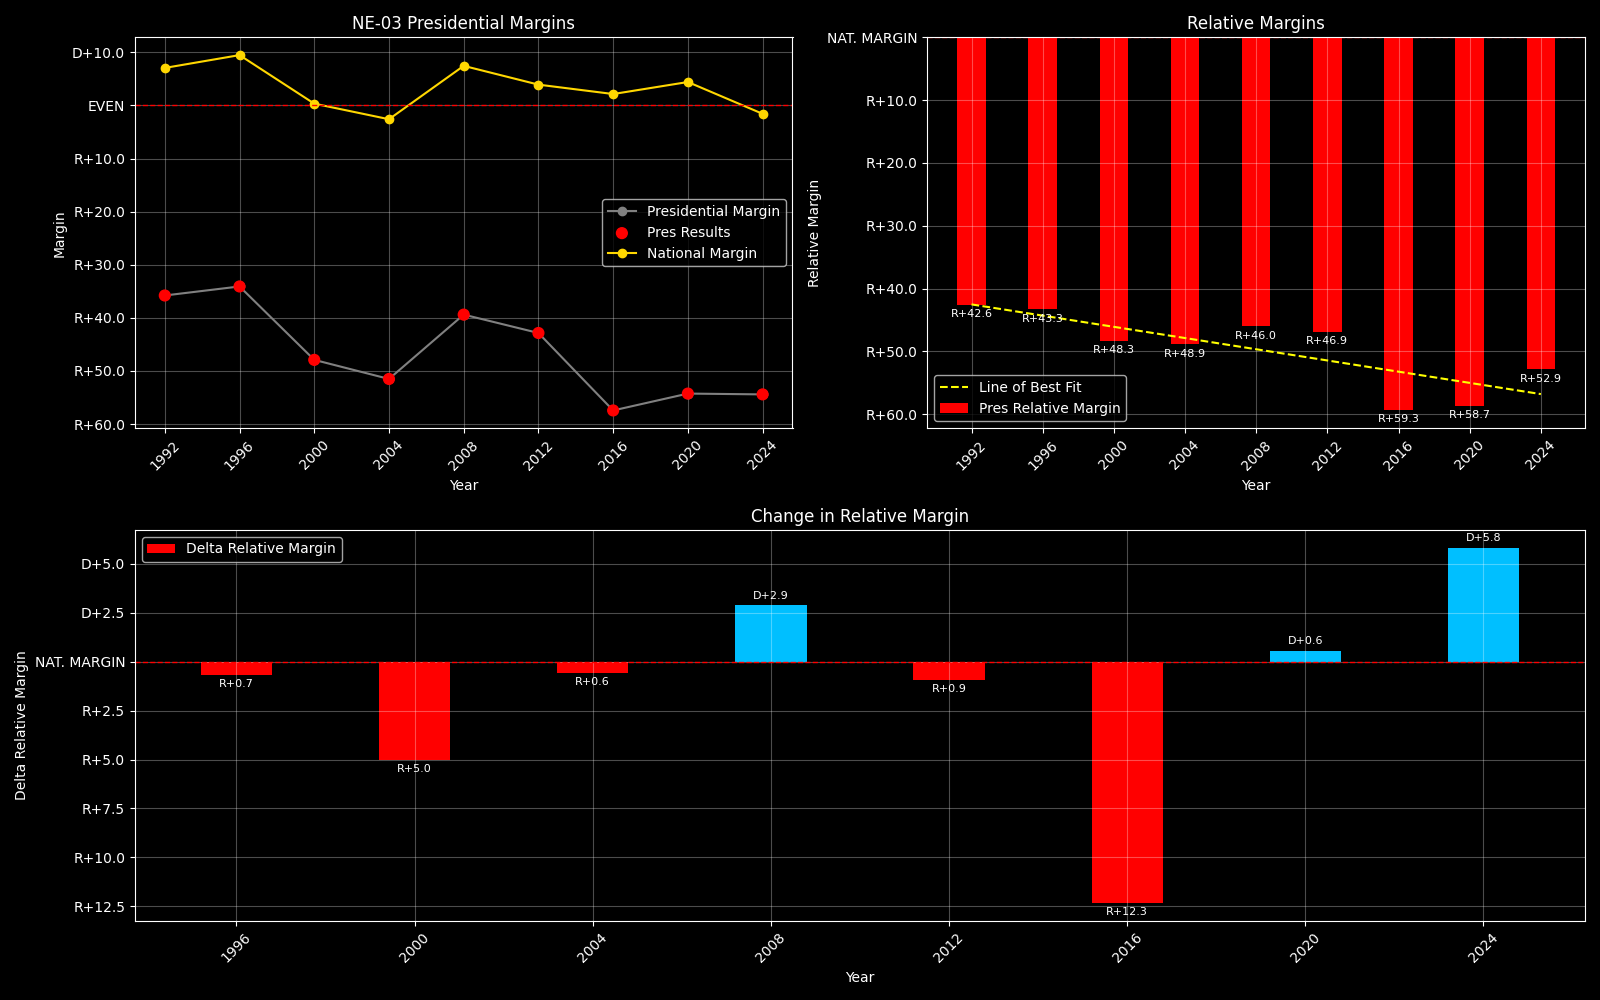 NE-03 Presidential Margins
D+10.0
EVEN
R+10.0
R+20.0
R+30.0
R+40.0
R+50.0
R+60.0
Margin
Presidential Margin
Pres Results
National Margin
1992
1996
2000
2004
2008
2012
2016
2020
2024
Year
Relative Margins
NAT. MARGIN
R+10.0
R+20.0
R+30.0
R+40.0
R+50.0
R+60.0
Relative Margin
R+42.6
R+43.3
R+48.3
R+48.9
R+46.0
R+46.9
R+59.3
R+58.7
R+52.9
Line of Best Fit
Pres Relative Margin
1992
1996
2000
2004
2008
2012
2016
2020
2024
Year
Change in Relative Margin
Delta Relative Margin
D+5.0
D+2.5
NAT. MARGIN
R+2.5
R+5.0
R+7.5
R+10.0
R+12.5
Delta Relative Margin
R+0.7
R+5.0
R+0.6
D+2.9
R+0.9
R+12.3
D+0.6
D+5.8
1996
2000
2004
2008
2012
2016
2020
2024
Year